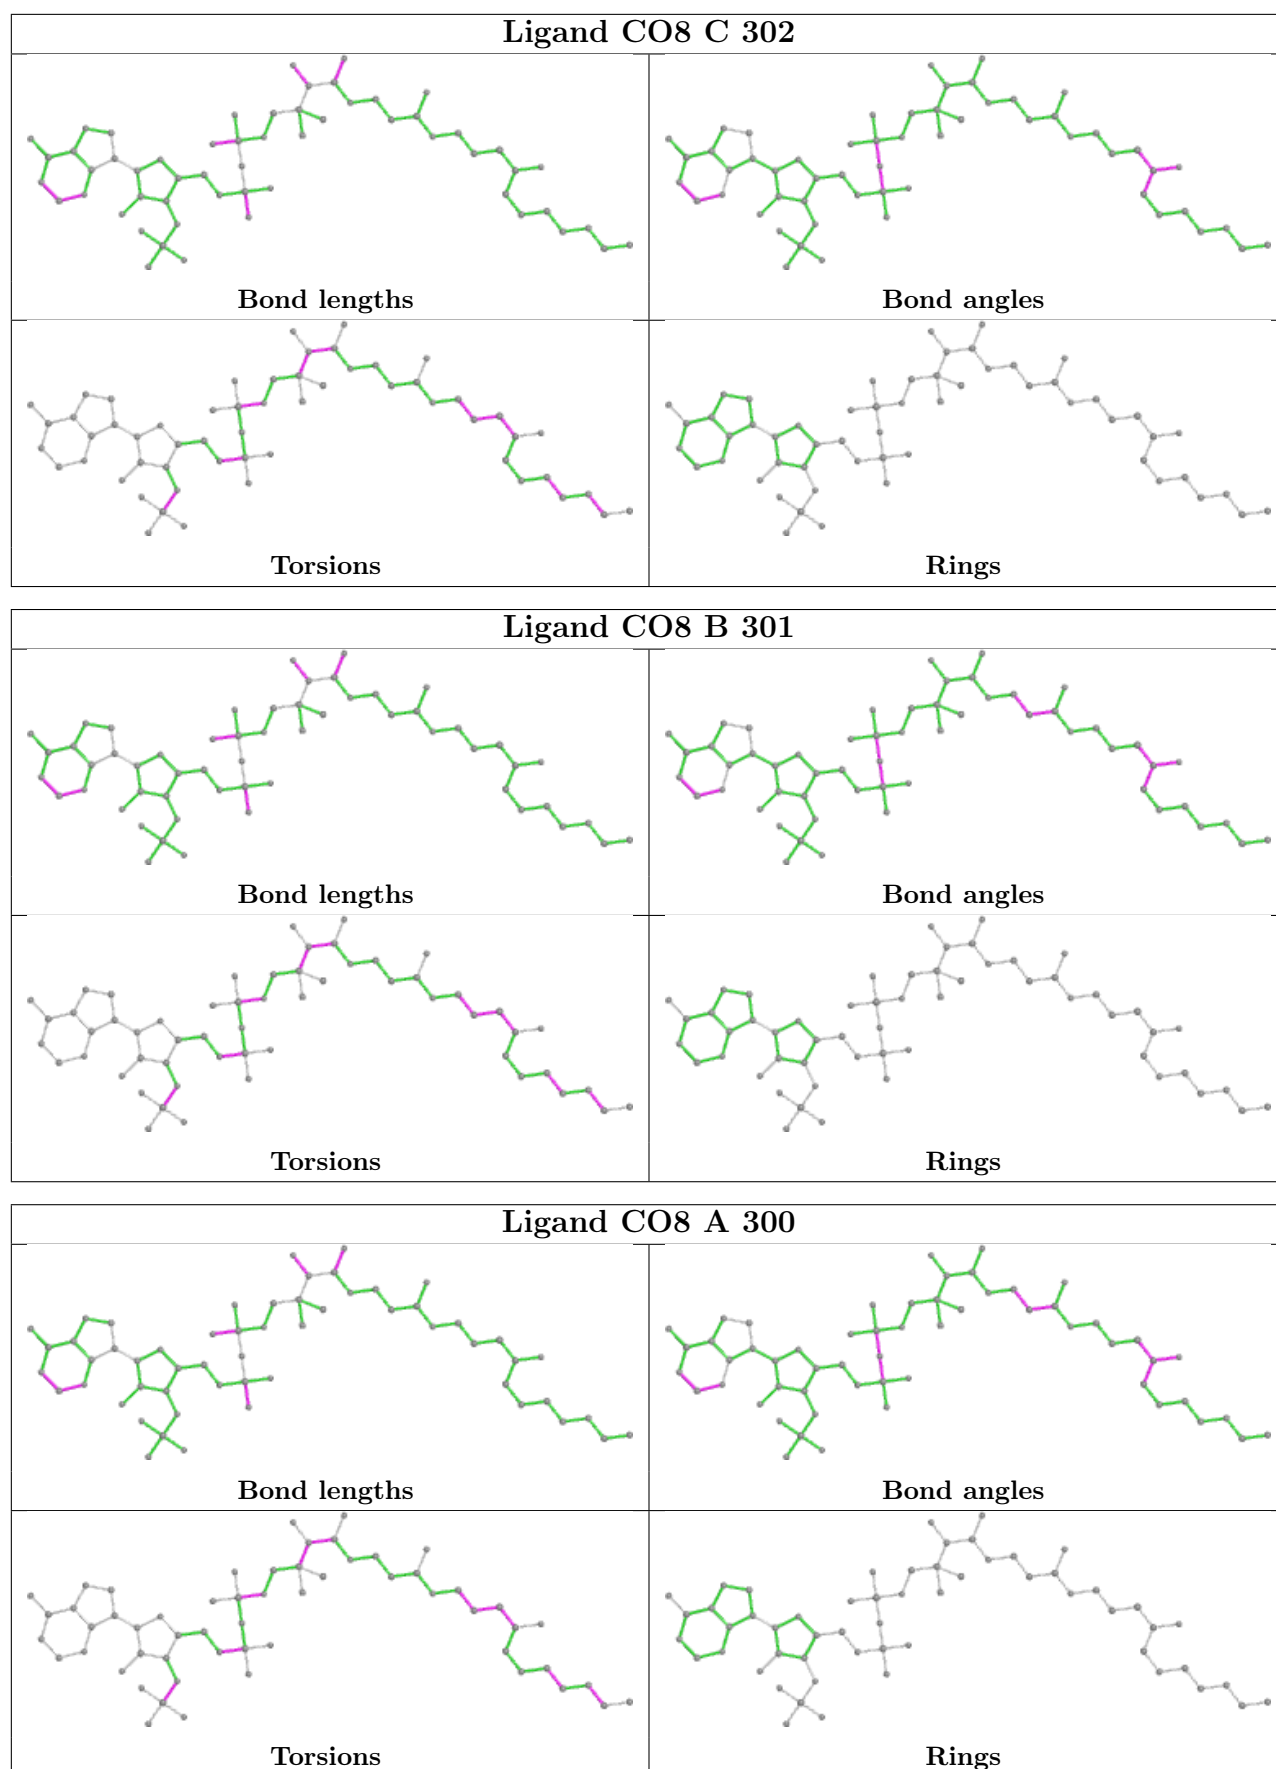 Ligand CO8 C 302
Bond lengths
Bond angles
Torsions
Rings
Ligand CO8 B 301
Bond lengths
Bond angles
Torsions
Rings
Ligand CO8 A 300
Bond lengths
Bond angles
Torsions
Rings